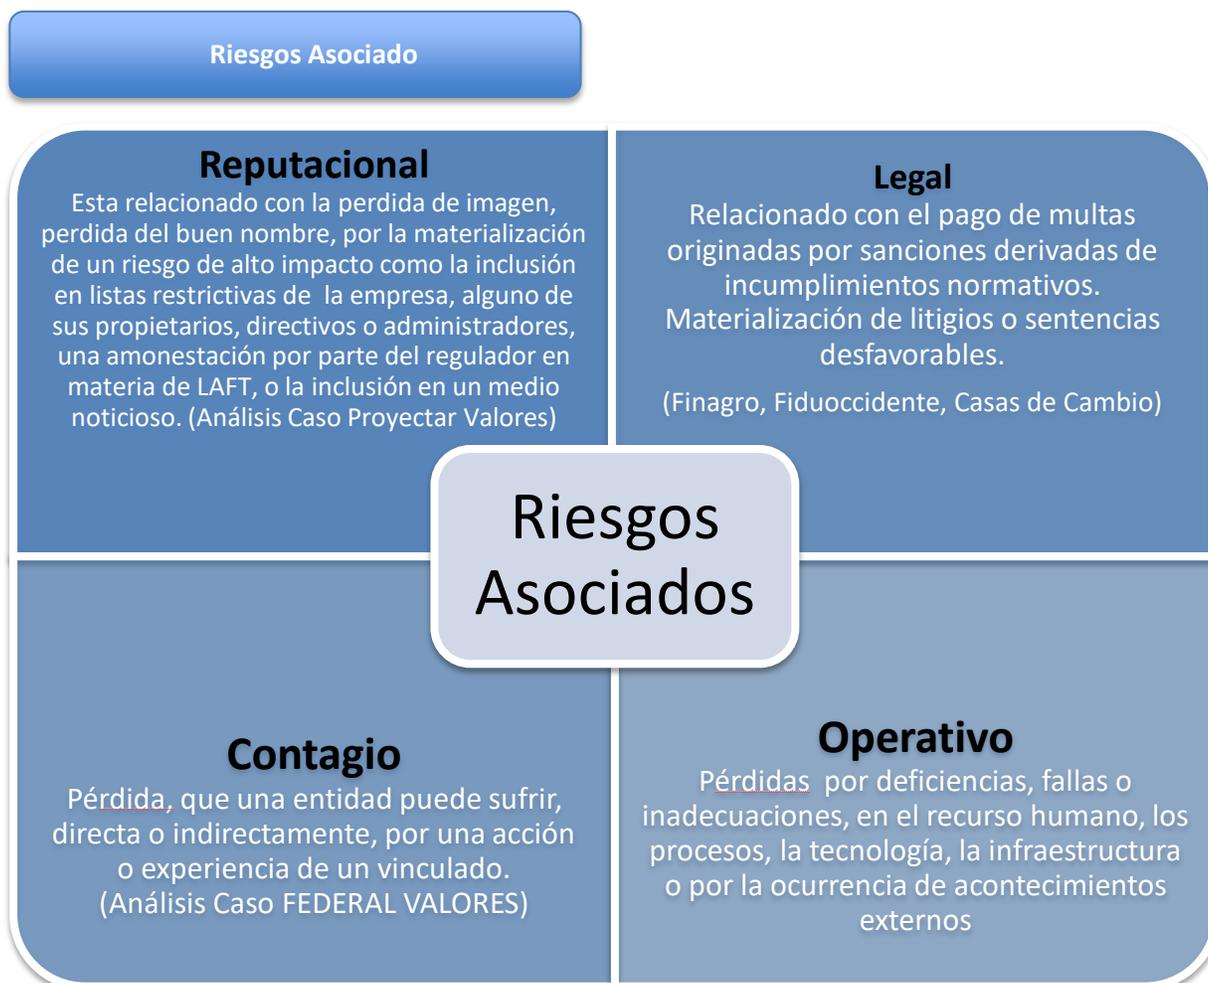 Riesgos Asociado
Reputacional
Esta relacionado con la perdida de imagen,
perdida del buen nombre, por la materialización
de un riesgo de alto impacto como la inclusión
en listas restrictivas de  la empresa, alguno de
sus propietarios, directivos o administradores,
una amonestación por parte del regulador en
materia de LAFT, o la inclusión en un medio
noticioso. (Análisis Caso Proyectar Valores)
Legal
Relacionado con el pago de multas
originadas por sanciones derivadas de
incumplimientos normativos.
Materialización de litigios o sentencias
desfavorables.
(Finagro, Fiduoccidente, Casas de Cambio)
Riesgos
Asociados
Contagio
Pérdida, que una entidad puede sufrir,
directa o indirectamente, por una acción
o experiencia de un vinculado.
(Análisis Caso FEDERAL VALORES)
Operativo
Pérdidas  por deficiencias, fallas o
inadecuaciones, en el recurso humano, los
procesos, la tecnología, la infraestructura
o por la ocurrencia de acontecimientos
externos